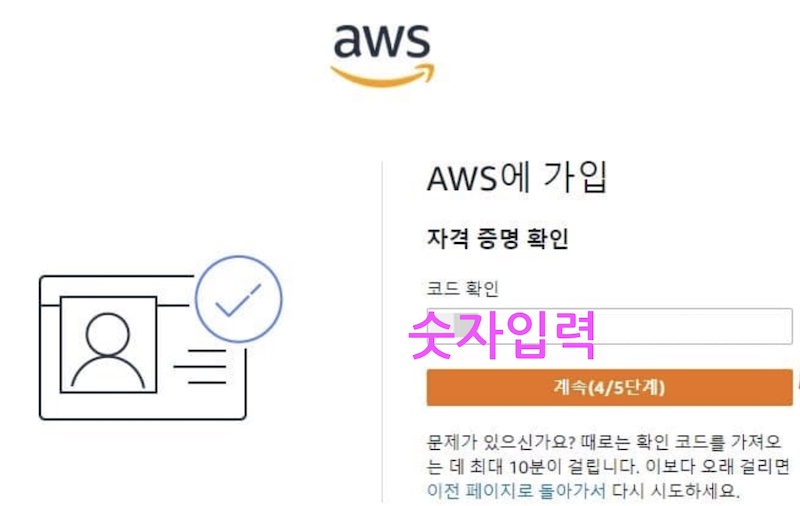 aws
AWS에 가입
자격 증명 확인
코드 확인
숫자입력
계속(4/5단계)
문제가 있으신가요? 때로는 확인 코드를 가져오
는 데 최대 10분이 걸립니다. 이보다 오래 걸리면
이전 페이지로 돌아가서 다시 시도하세요.